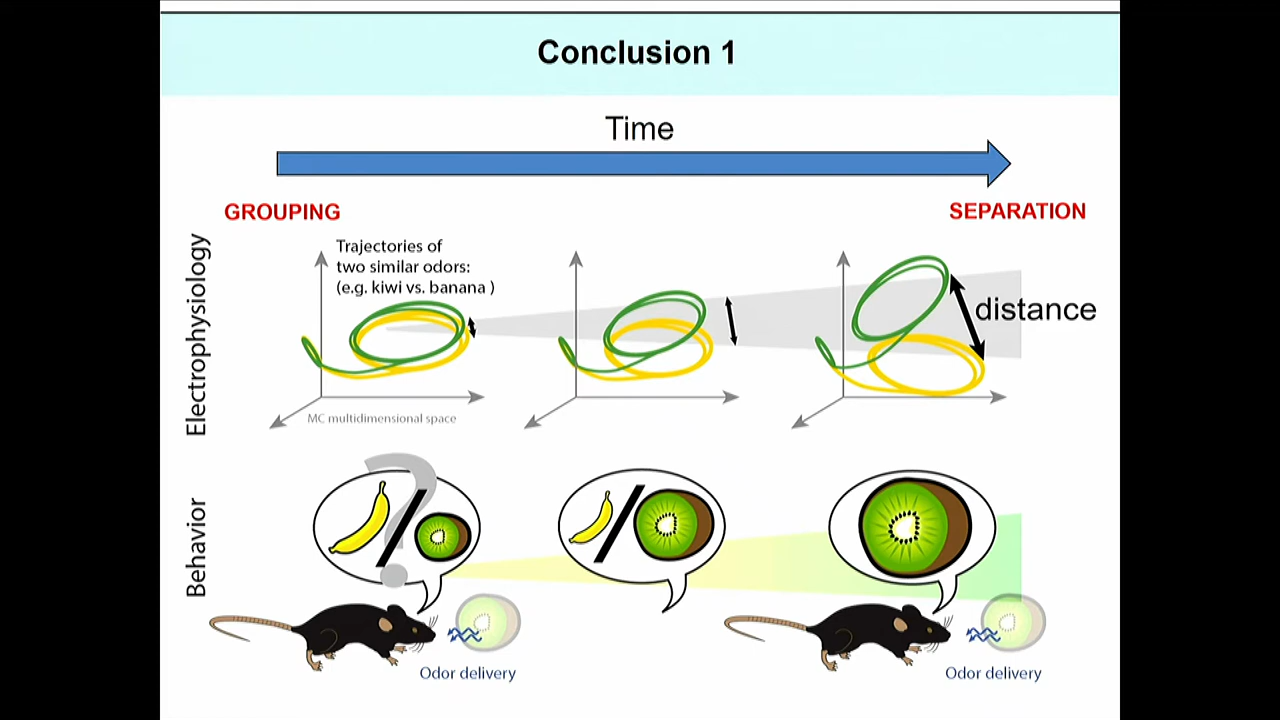 Conclusion 1
Time
GROUPING
SEPARATION
Electrophysiology
Trajectories of
two similar odors:
(e.g. kiwi vs. banana )
distance
MC multidimensional space
Behavior
?
Odor delivery
Odor delivery